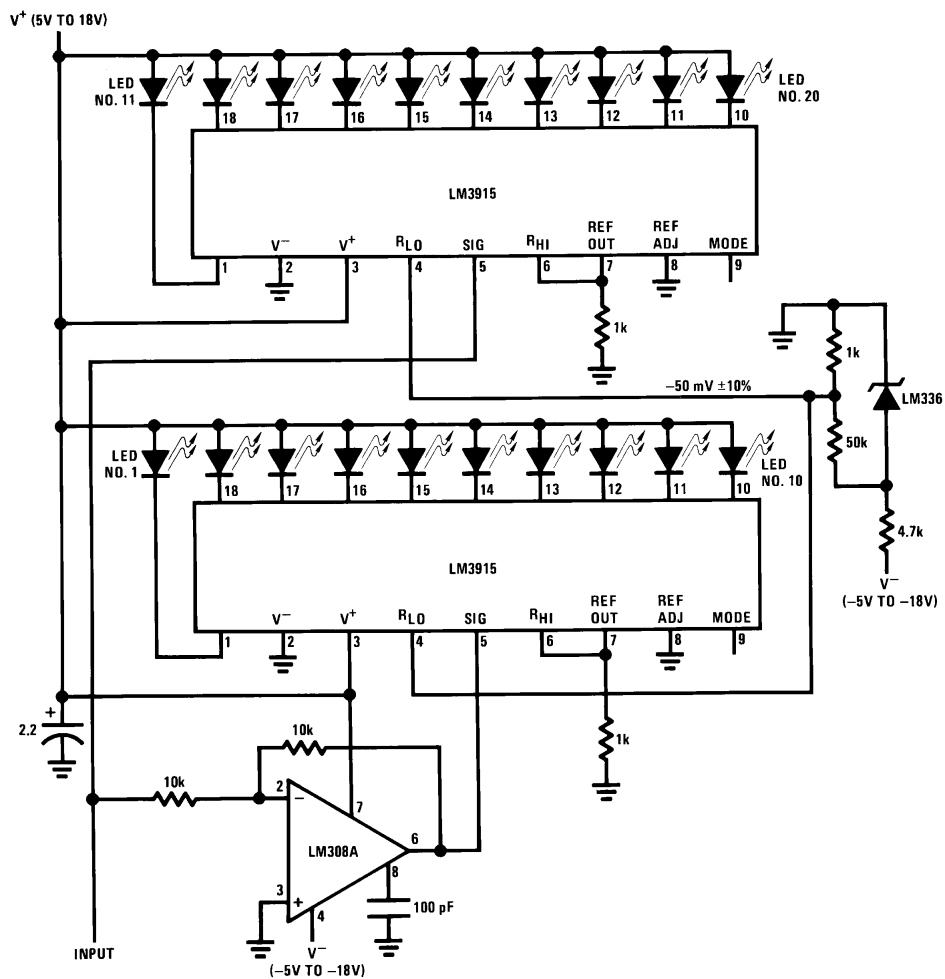 V+ (5V TO 18V)
LED
NO. 11
LED
NO. 20
18 17 16 15 14 13 12 11 10
LM3915
V− V+ RLO SIG RHI REF OUT REF ADJ MODE
1 2 3 4 5 6 7 8 9
1k
1k
−50 mV ±10%
LM336
50k
LED
NO. 1
LED
NO. 10
18 17 16 15 14 13 12 11 10
4.7k
V−
(−5V TO −18V)
LM3915
V− V+ RLO SIG RHI REF OUT REF ADJ MODE
1 2 3 4 5 6 7 8 9
+
2.2
10k
1k
10k
2 − 7
LM308A 6
8
3 +
4
100 pF
INPUT
V−
(−5V TO −18V)